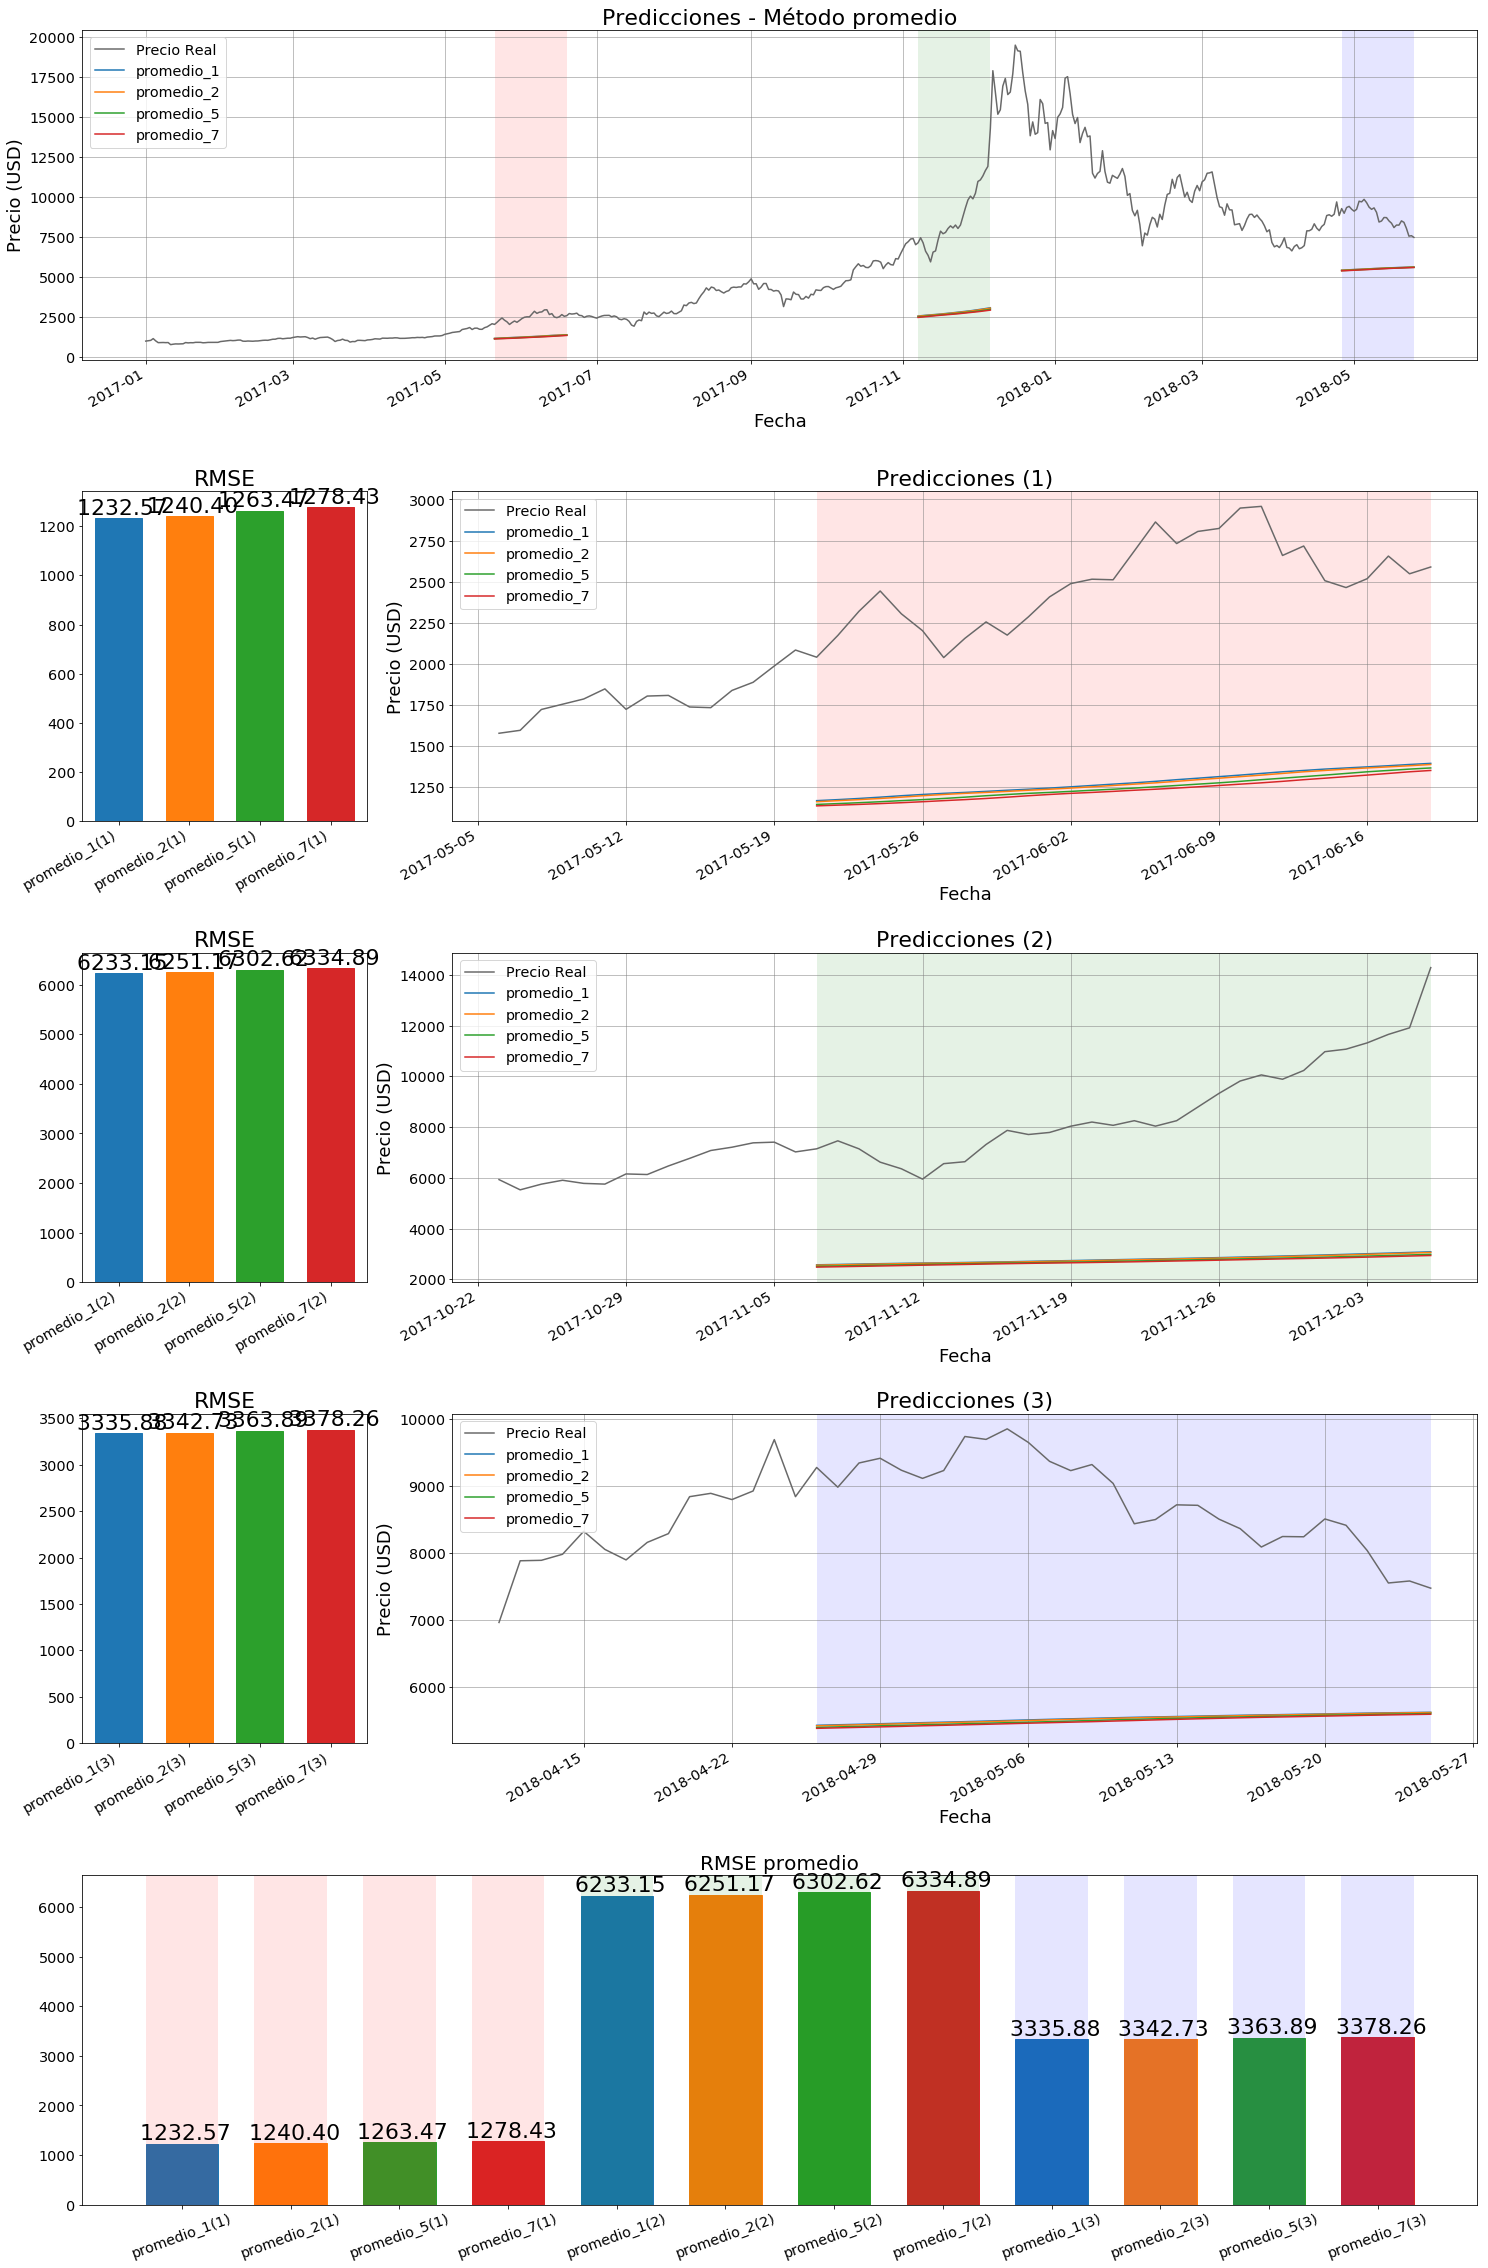 Predicciones - Método promedio
Precio (USD)
20000
17500
15000
12500
10000
7500
5000
2500
0
Precio Real
promedio_1
promedio_2
promedio_5
promedio_7
2017-01
2017-03
2017-05
2017-07
2017-09
2017-11
2018-01
2018-03
2018-05
Fecha
RMSE
1232.57
1240.40
1263.47
1278.43
1200
1000
800
600
400
200
0
promedio_1(1)
promedio_2(1)
promedio_5(1)
promedio_7(1)
Predicciones (1)
Precio (USD)
3000
2750
2500
2250
2000
1750
1500
1250
Precio Real
promedio_1
promedio_2
promedio_5
promedio_7
2017-05-05
2017-05-12
2017-05-19
2017-05-26
2017-06-02
2017-06-09
2017-06-16
Fecha
RMSE
6233.15
6251.17
6302.62
6334.89
6000
5000
4000
3000
2000
1000
0
promedio_1(2)
promedio_2(2)
promedio_5(2)
promedio_7(2)
Predicciones (2)
Precio (USD)
14000
12000
10000
8000
6000
4000
2000
Precio Real
promedio_1
promedio_2
promedio_5
promedio_7
2017-10-22
2017-10-29
2017-11-05
2017-11-12
2017-11-19
2017-11-26
2017-12-03
Fecha
RMSE
3335.88
3342.73
3363.89
3378.26
3500
3000
2500
2000
1500
1000
500
0
promedio_1(3)
promedio_2(3)
promedio_5(3)
promedio_7(3)
Predicciones (3)
Precio (USD)
10000
9000
8000
7000
6000
Precio Real
promedio_1
promedio_2
promedio_5
promedio_7
2018-04-15
2018-04-22
2018-04-29
2018-05-06
2018-05-13
2018-05-20
2018-05-27
Fecha
RMSE promedio
6000
5000
4000
3000
2000
1000
0
1232.57
1240.40
1263.47
1278.43
6233.15
6251.17
6302.62
6334.89
3335.88
3342.73
3363.89
3378.26
promedio_1(1)
promedio_2(1)
promedio_5(1)
promedio_7(1)
promedio_1(2)
promedio_2(2)
promedio_5(2)
promedio_7(2)
promedio_1(3)
promedio_2(3)
promedio_5(3)
promedio_7(3)